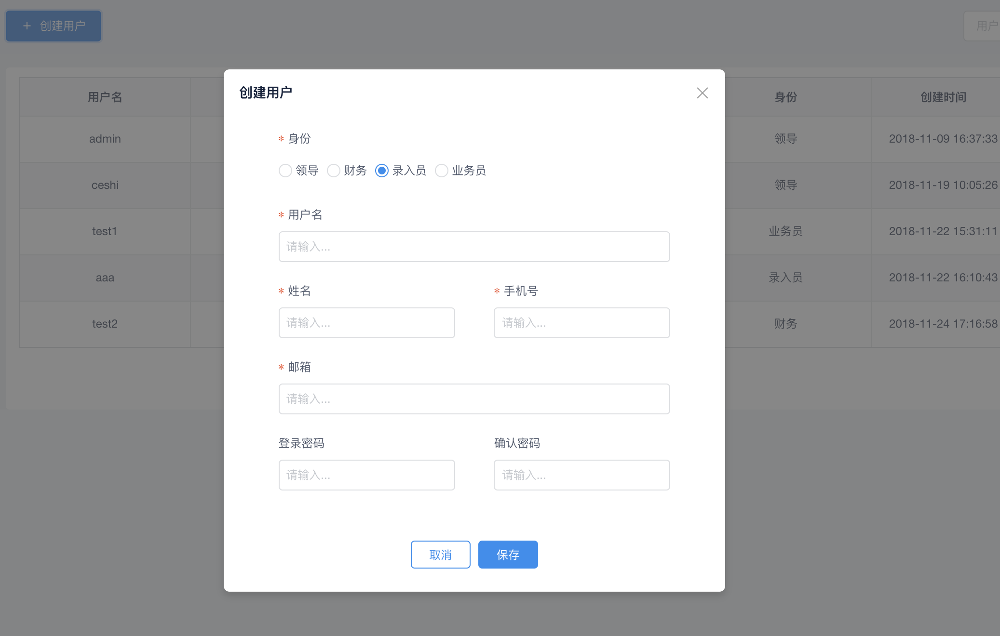 + 创建用户
用户
用户名 身份 创建时间
admin 领导 2018-11-09 16:37:33
ceshi 领导 2018-11-19 10:05:26
test1 业务员 2018-11-22 15:31:11
aaa 录入员 2018-11-22 16:10:43
test2 财务 2018-11-24 17:16:58
创建用户
* 身份
领导 财务 录入员 业务员
* 用户名
请输入...
* 姓名 * 手机号
请输入... 请输入...
* 邮箱
请输入...
登录密码 确认密码
请输入... 请输入...
取消 保存